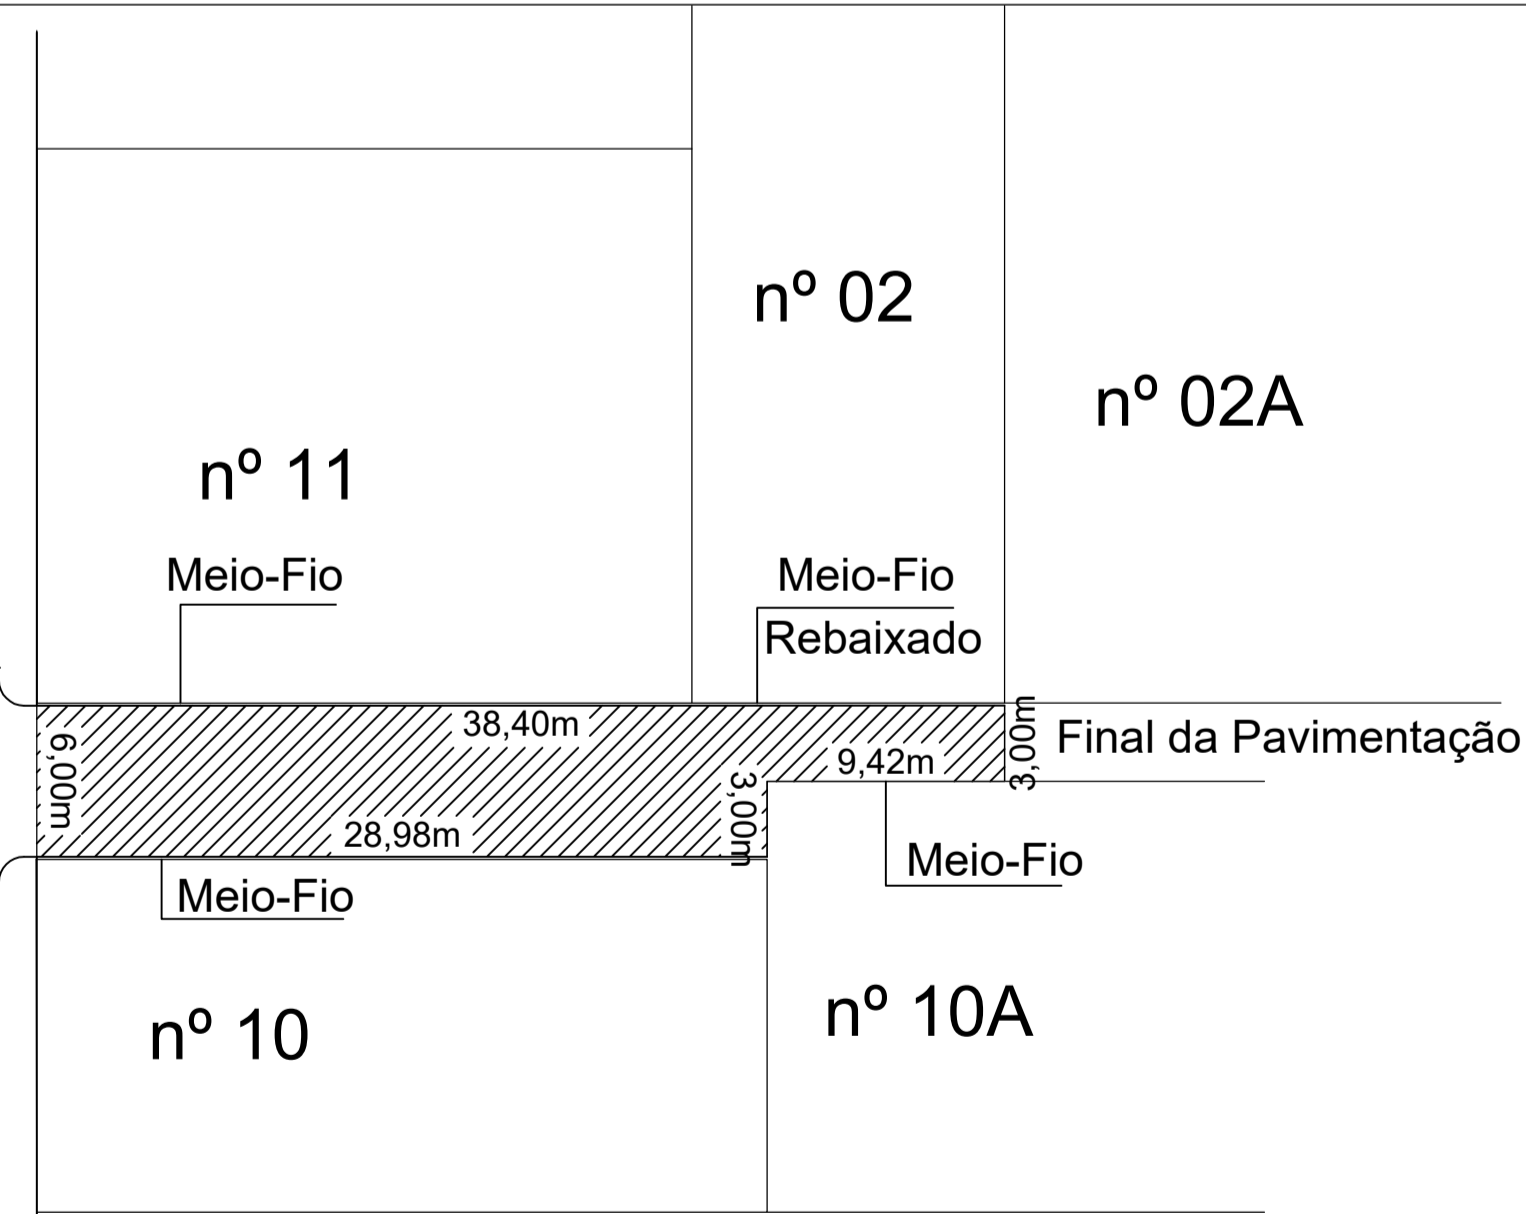 nº 02
nº 02A
nº 11
Meio-Fio
Meio-Fio
Rebaixado
38,40m
3,00m
Final da Pavimentação
6,00m
9,42m
3,00m
28,98m
Meio-Fio
Meio-Fio
nº 10A
nº 10